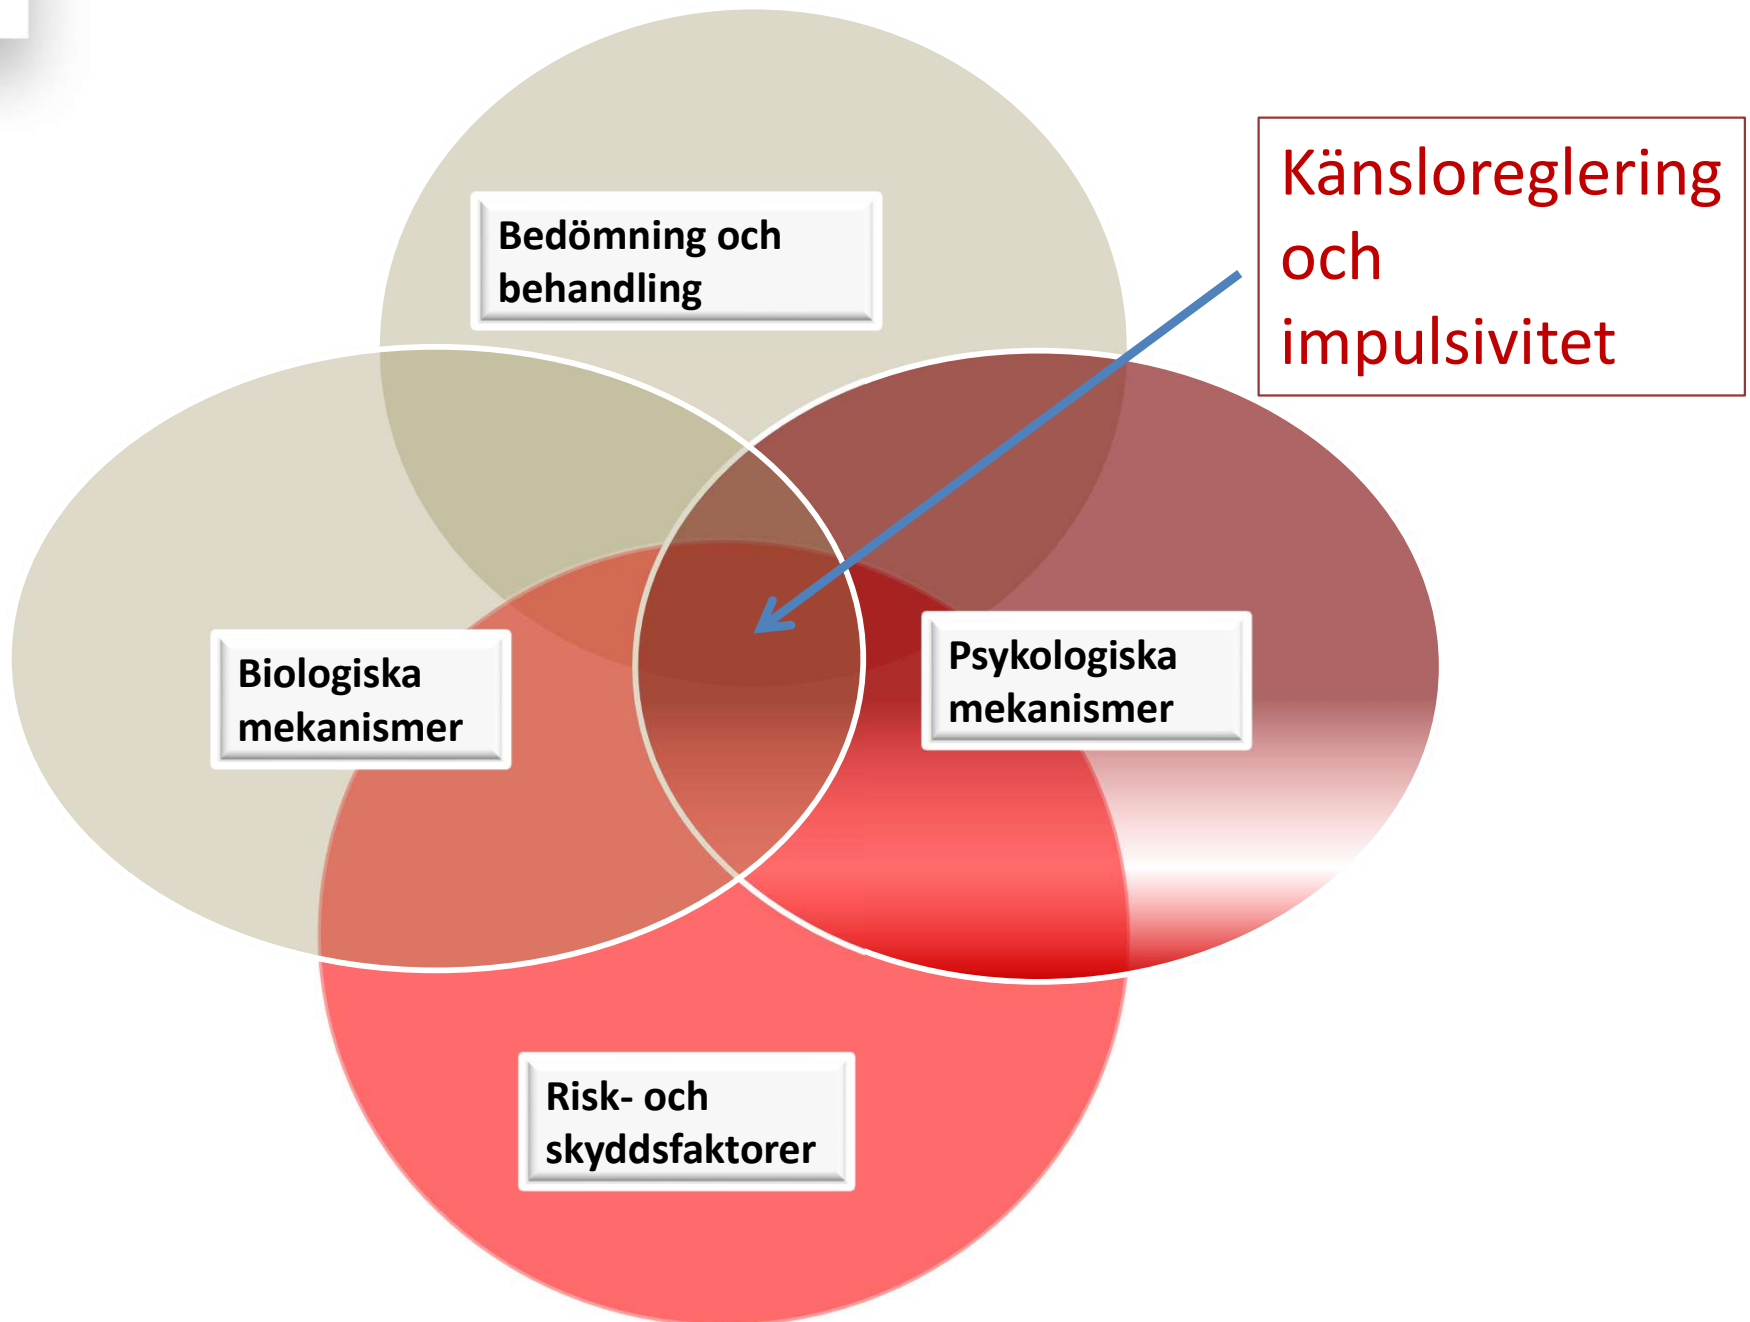 Bedömning och
behandling
Känsloreglering
och
impulsivitet
Biologiska
mekanismer
Psykologiska
mekanismer
Risk- och
skyddsfaktorer